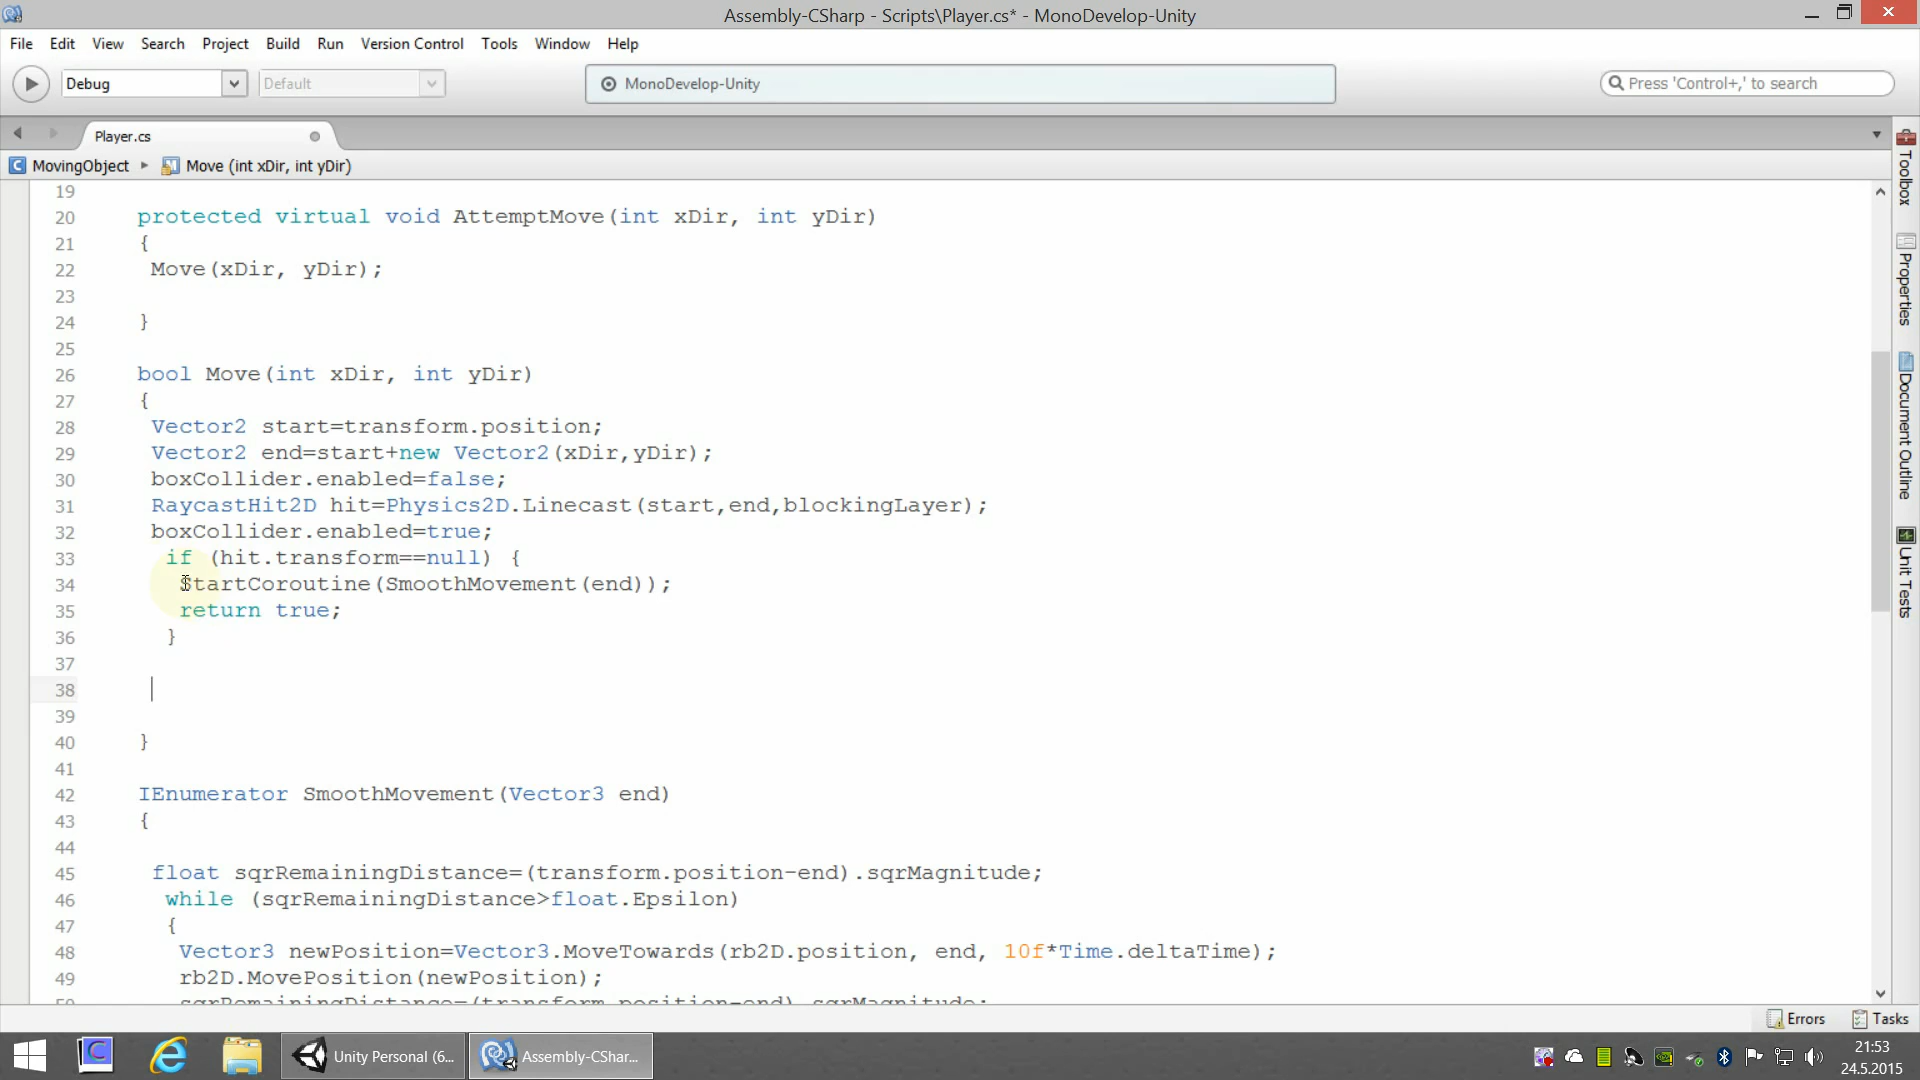 Assembly-CSharp - Scripts\Player.cs* - MonoDevelop-Unity
File Edit View Search Project Build Run Version Control Tools Window Help
Debug Default MonoDevelop-Unity Press 'Control+,' to search
Player.cs
MovingObject Move (int xDir, int yDir)
19
20 protected virtual void AttemptMove(int xDir, int yDir)
21 {
22 Move(xDir, yDir);
23
24 }
25
26 bool Move(int xDir, int yDir)
27 {
28 Vector2 start=transform.position;
29 Vector2 end=start+new Vector2(xDir,yDir);
30 boxCollider.enabled=false;
31 RaycastHit2D hit=Physics2D.Linecast(start,end,blockingLayer);
32 boxCollider.enabled=true;
33 if (hit.transform==null) {
34 StartCoroutine(SmoothMovement(end));
35 return true;
36 }
37
38
39
40 }
41
42 IEnumerator SmoothMovement(Vector3 end)
43 {
44
45 float sqrRemainingDistance=(transform.position-end).sqrMagnitude;
46 while (sqrRemainingDistance>float.Epsilon)
47 {
48 Vector3 newPosition=Vector3.MoveTowards(rb2D.position, end, 10f*Time.deltaTime);
49 rb2D.MovePosition(newPosition);
50 sqrRemainingDistance=(transform.position-end).sqrMagnitude;
Toolbox
Properties
Document Outline
Unit Tests
Errors Tasks
Unity Personal (6...
Assembly-CShar...
21:53
24.5.2015